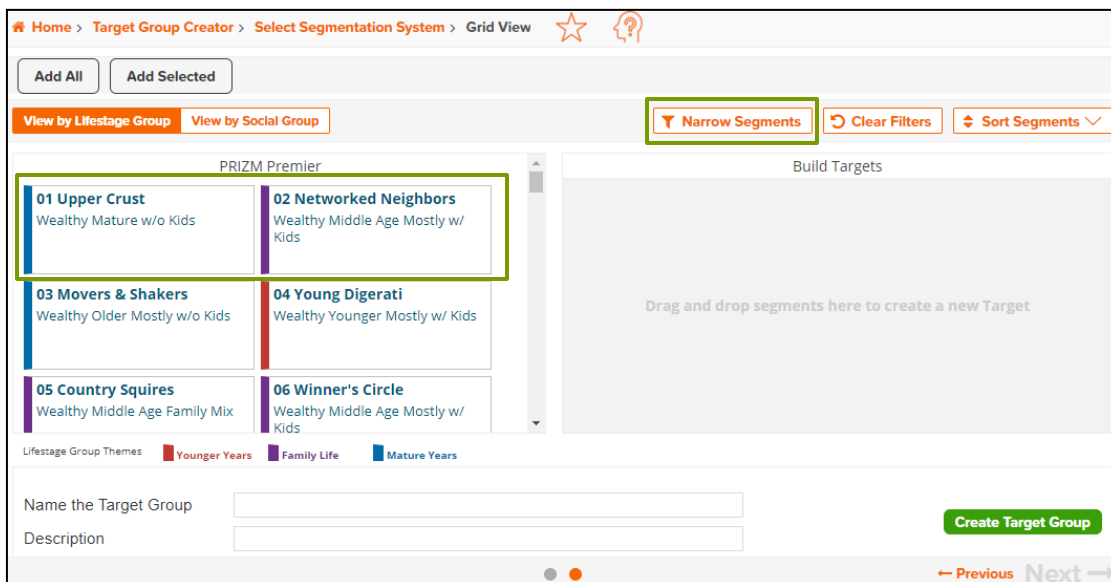 Home > Target Group Creator > Select Segmentation System > Grid View
Add All Add Selected
View by Lifestage Group View by Social Group Narrow Segments Clear Filters Sort Segments
PRIZM Premier
Build Targets
01 Upper Crust
Wealthy Mature w/o Kids
02 Networked Neighbors
Wealthy Middle Age Mostly w/
Kids
03 Movers & Shakers
Wealthy Older Mostly w/o Kids
04 Young Digerati
Wealthy Younger Mostly w/ Kids
05 Country Squires
Wealthy Middle Age Family Mix
06 Winner's Circle
Wealthy Middle Age Mostly w/
Kids
Drag and drop segments here to create a new Target
Lifestage Group Themes Younger Years Family Life Mature Years
Name the Target Group
Description
Create Target Group
Previous Next